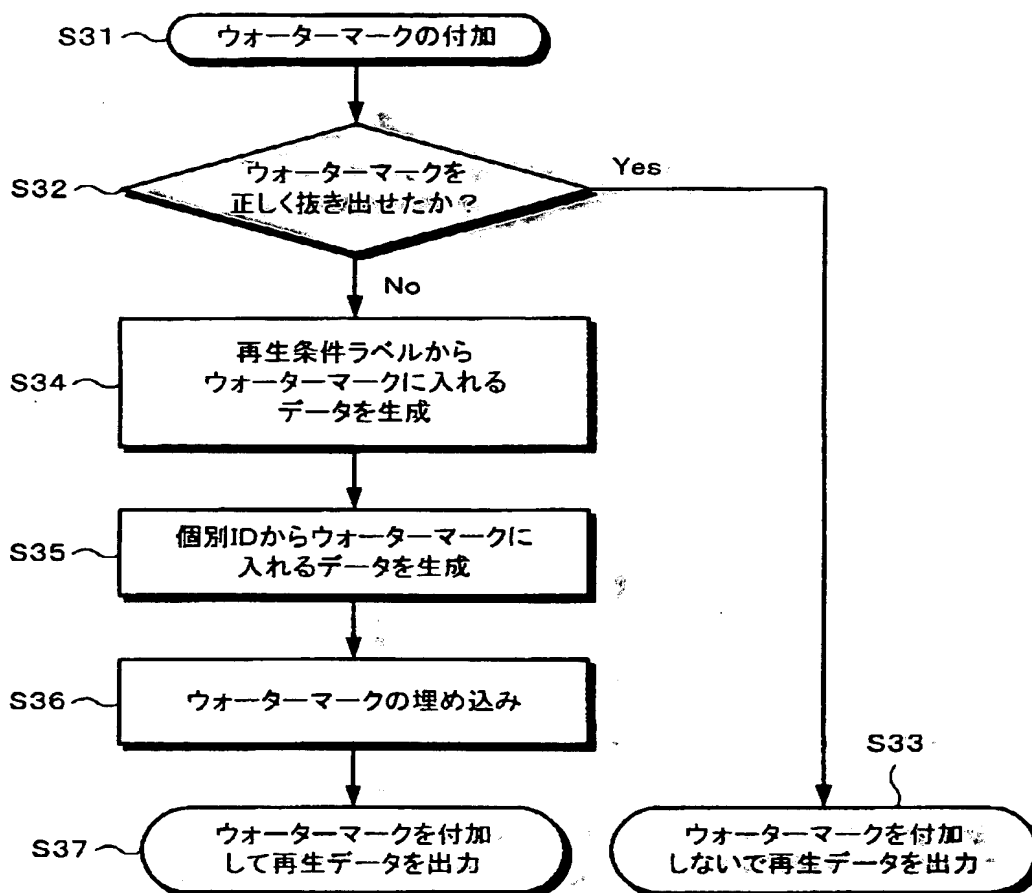 S31
ウォーターマークの付加
S32
ウォーターマークを
正しく抜き出せたか？
Yes
No
S34
再生条件ラベルから
ウォーターマークに入れる
データを生成
S35
個別IDからウォーターマークに
入れるデータを生成
S36
ウォーターマークの埋め込み
S33
S37
ウォーターマークを付加
して再生データを出力
ウォーターマークを付加
しないで再生データを出力